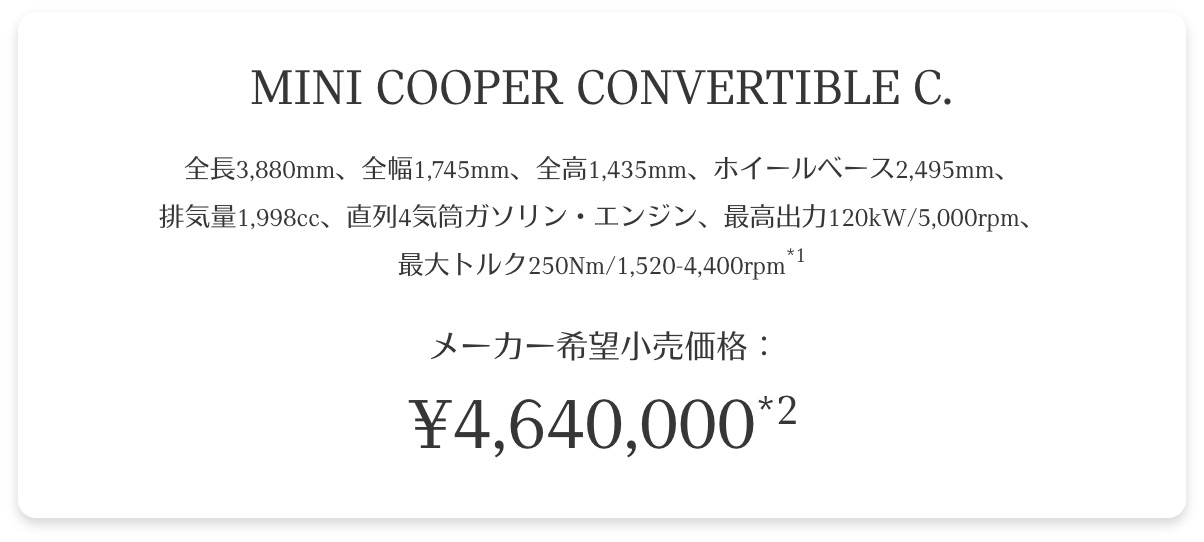 MINI COOPER CONVERTIBLE C.
全長3,880mm、全幅1,745mm、全高1,435mm、ホイールベース2,495mm、
排気量1,998cc、直列4気筒ガソリン・エンジン、最高出力120kW/5,000rpm、
最大トルク250Nm/1,520-4,400rpm*1
メーカー希望小売価格：
¥4,640,000*2